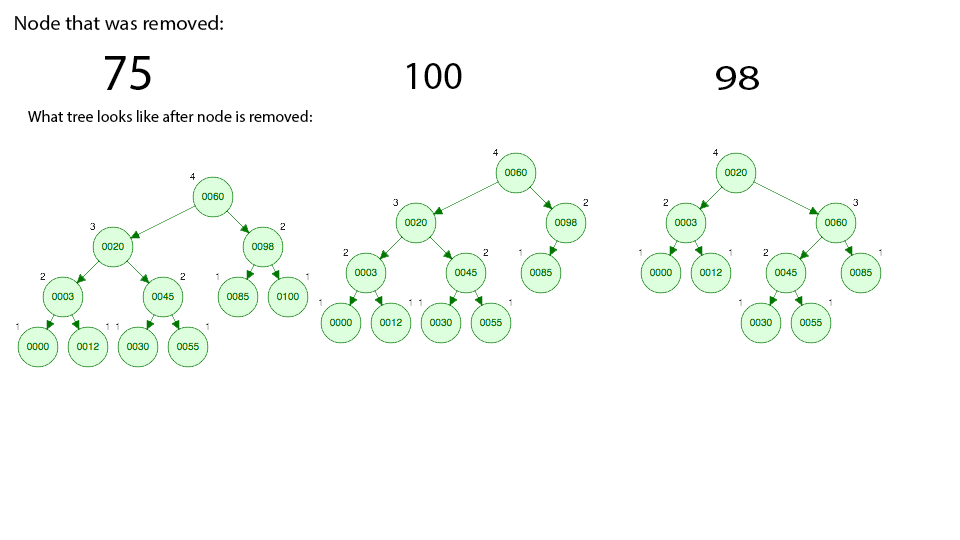 Node that was removed:
75 100 98
What tree looks like after node is removed:
4 0060 3 0020 2 0098 2 0003 2 0045 1 0085 1 0100 1 0000 1 0012 1 0030 1 0055
4 0060 3 0020 2 0098 2 0003 2 0045 1 0085 1 0000 1 0012 1 0030 1 0055
4 0020 2 0003 3 0060 1 0000 1 0012 2 0045 1 0085 1 0030 1 0055